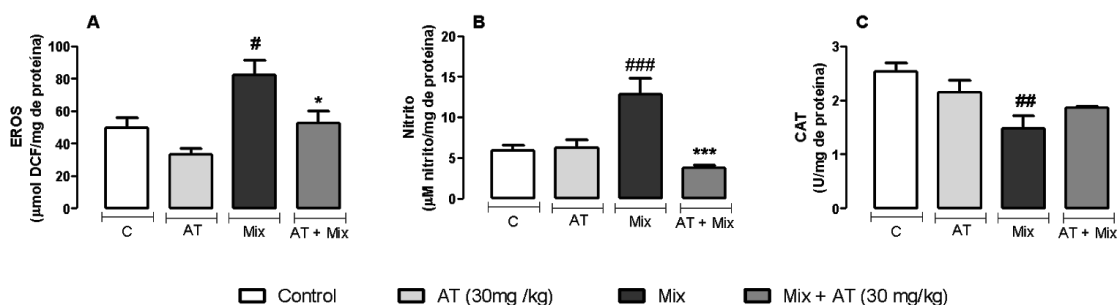 A
EROS
(µmol DCF/mg de proteína)
100
80
60
40
20
0
#
*
C
AT
Mix
AT + Mix
B
Nitrito
(µM nitrito/mg de proteína)
20
15
10
5
0
###
***
C
AT
Mix
AT + Mix
C
CAT
(U/mg de proteína)
3
2
1
0
##
C
AT
Mix
AT + Mix
Control
AT (30mg /kg)
Mix
Mix + AT (30 mg/kg)